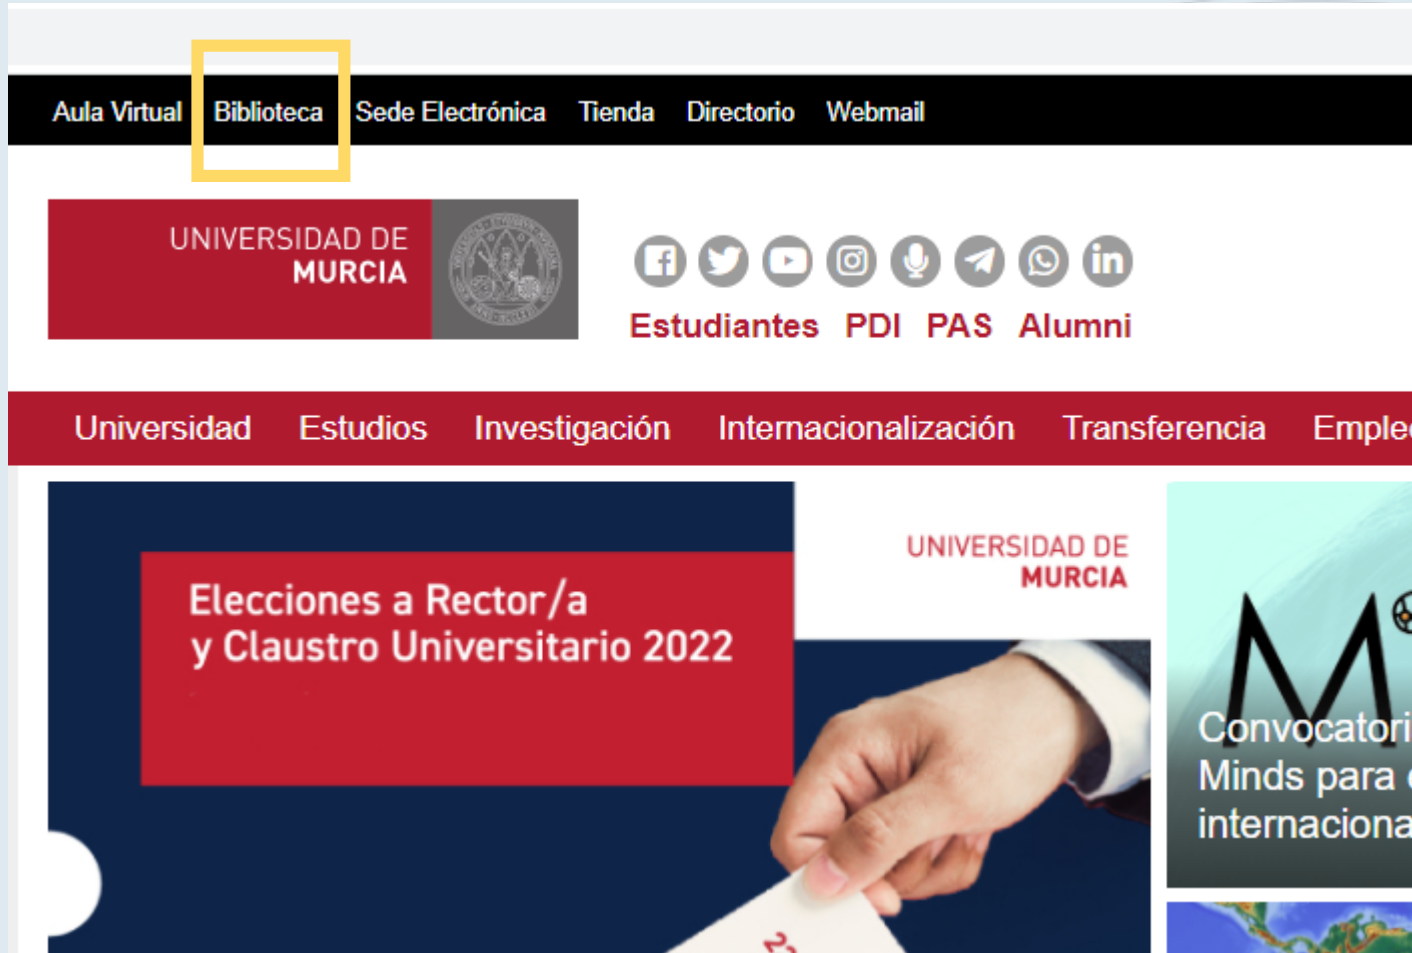 Aula Virtual Biblioteca Sede Electrónica Tienda Directorio Webmail
UNIVERSIDAD DE
MURCIA
Estudiantes PDI PAS Alumni
Universidad Estudios Investigación Internacionalización Transferencia
UNIVERSIDAD DE
MURCIA
Elecciones a Rector/a
y Claustro Universitario 2022
Minds para